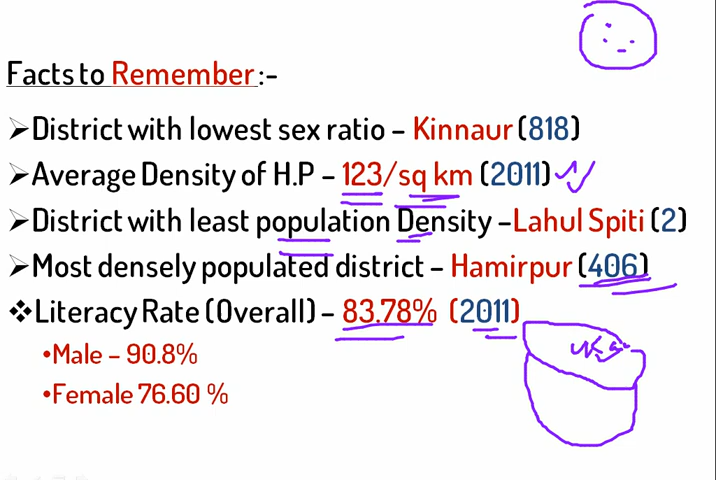 Facts to Remember:-
➢District with lowest sex ratio – Kinnaur (818)
➢Average Density of H.P – 123/sq km (2011)
➢District with least population Density –Lahul Spiti (2)
➢Most densely populated district – Hamirpur (406)
❖Literacy Rate (Overall) – 83.78% (2011)
•Male – 90.8%
•Female 76.60 %